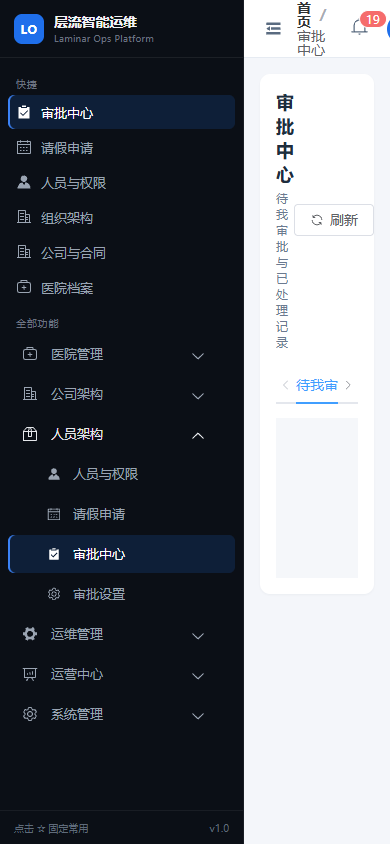 LO
层流智能运维
Laminar Ops Platform
快捷
审批中心
请假申请
人员与权限
组织架构
公司与合同
医院档案
全部功能
医院管理
公司架构
人员架构
人员与权限
请假申请
审批中心
审批设置
运维管理
运营中心
系统管理
点击 ☆ 固定常用
v1.0
首
页 /
审批
中心
19
审
批
中
心
待
我
审
批
与
已
处
理
记
录
刷新
待我审